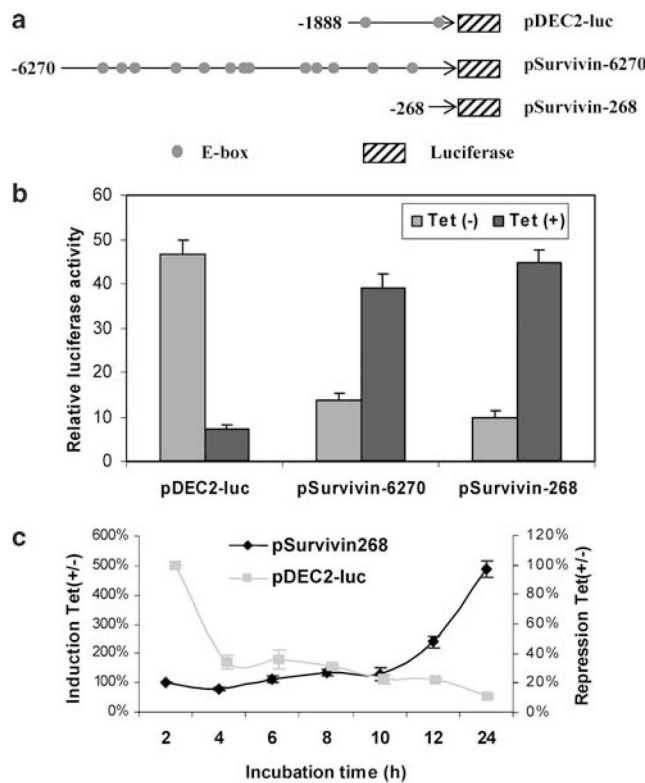 a
-1888
pDEC2-luc
-6270
pSurvivin-6270
-268
pSurvivin-268
E-box
Luciferase
b
60
50
40
30
20
10
0
Relative luciferase activity
Tet (-)
Tet (+)
pDEC2-luc
pSurvivin-6270
pSurvivin-268
c
600%
500%
400%
300%
200%
100%
0%
Induction Tet(+/-)
pSurvivin268
pDEC2-luc
120%
100%
80%
60%
40%
20%
0%
Repression Tet(+/-)
2 4 6 8 10 12 24
Incubation time (h)